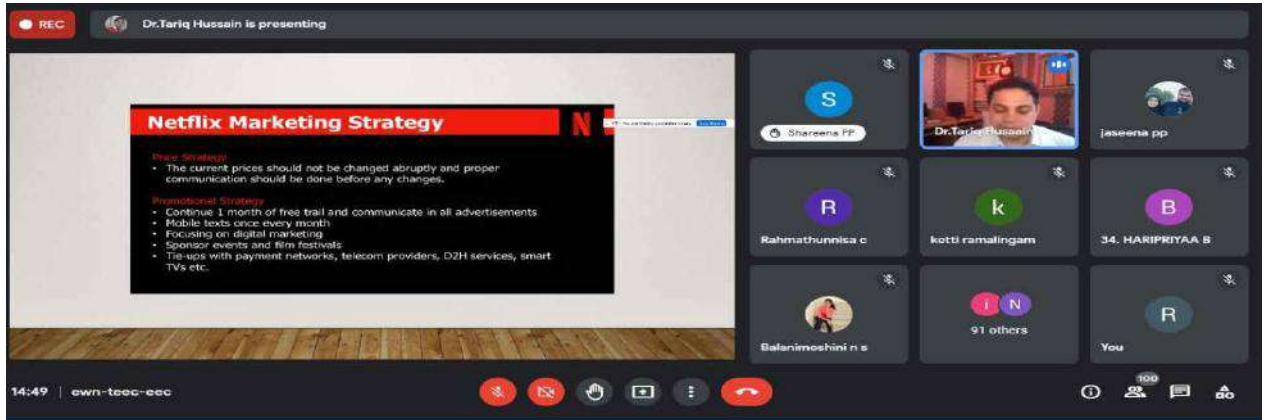 REC
Dr.Tariq Hussain is presenting
Netflix Marketing Strategy
N
Price Strategy
• The current prices should not be changed abruptly and proper
communication should be done before any changes.
Promotional Strategy
• Continue 1 month of free trail and communicate in all advertisements
• Mobile texts once every month
• Focusing on digital marketing
• Sponsor events and film festivals
• Tie-ups with payment networks, telecom providers, D2H services, smart
TVs etc.
S
Shareena PP
Dr.Tariq Hussain
jaseena pp
R
Rahmathunnisa c
k
kotti ramalingam
B
34. HARIPRIYAA B
Balanimoshini n s
i N
91 others
R
You
14:49 | ewn-teec-eec
100